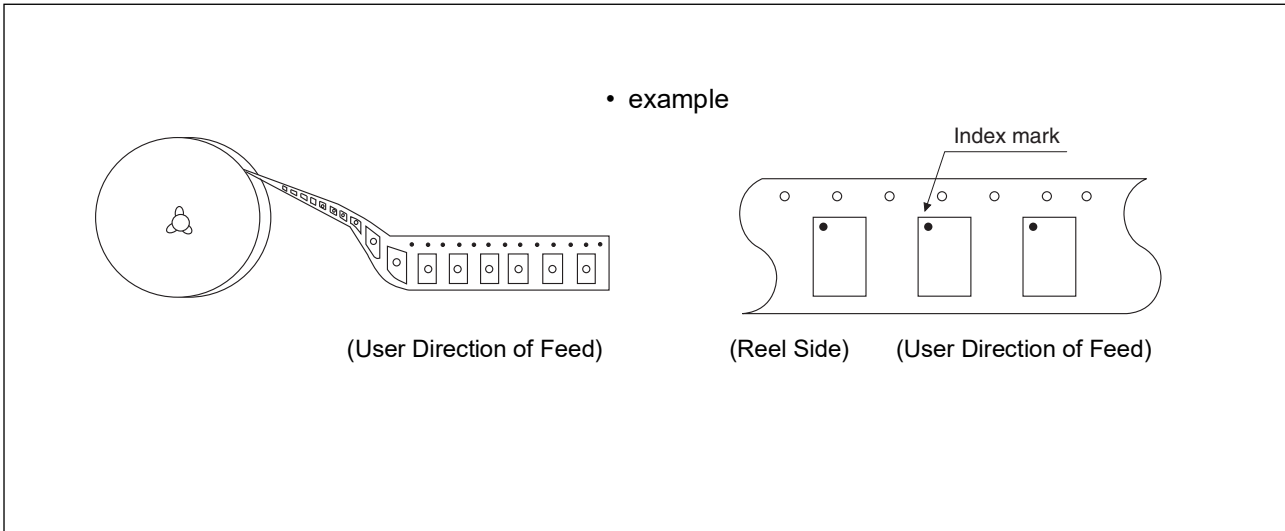 • example
Index mark
(User Direction of Feed)
(Reel Side)
(User Direction of Feed)